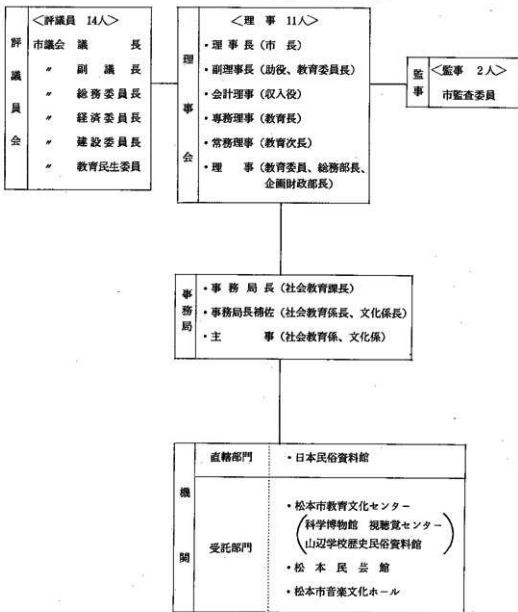 評議員会
<評議員 14人>
市議会 議長
〃 副議長
〃 総務委員長
〃 経済委員長
〃 建設委員長
〃 教育民生委員
理事会
<理事 11人>
・理事長(市長)
・副理事長(助役、教育委員長)
・会計理事(収入役)
・専務理事(教育長)
・常務理事(教育次長)
・理事(教育委員、総務部長、
企画財政部長)
監事
<監事 2人>
市監査委員
事務局
・事務局長(社会教育課長)
・事務局長補佐(社会教育係長、文化係長)
・主事(社会教育係、文化係)
機関
直轄部門
・日本民俗資料館
受託部門
・松本市教育文化センター
(科学博物館 視聴覚センター
山辺学校歴史民俗資料館)
・松本民芸館
・松本市音楽文化ホール